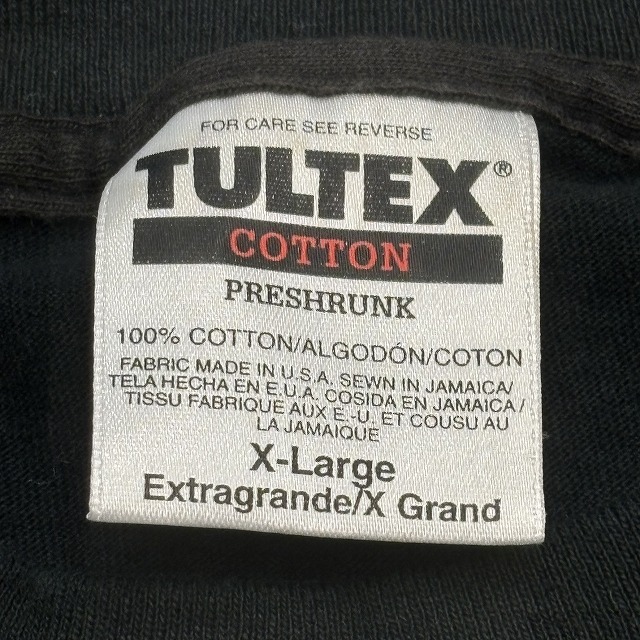 FOR CARE SEE REVERSE
TULTEX®
COTTON
PRESHRUNK
100% COTTON/ALGODÓN/COTON
FABRIC MADE IN U.S.A. SEWN IN JAMAICA/
TELA HECHA EN E.U.A. COSIDA EN JAMAICA/
TISSU FABRIQUE AUX E.-U. ET COUSU AU
LA JAMAIQUE
X-Large
Extragrande/X Grand